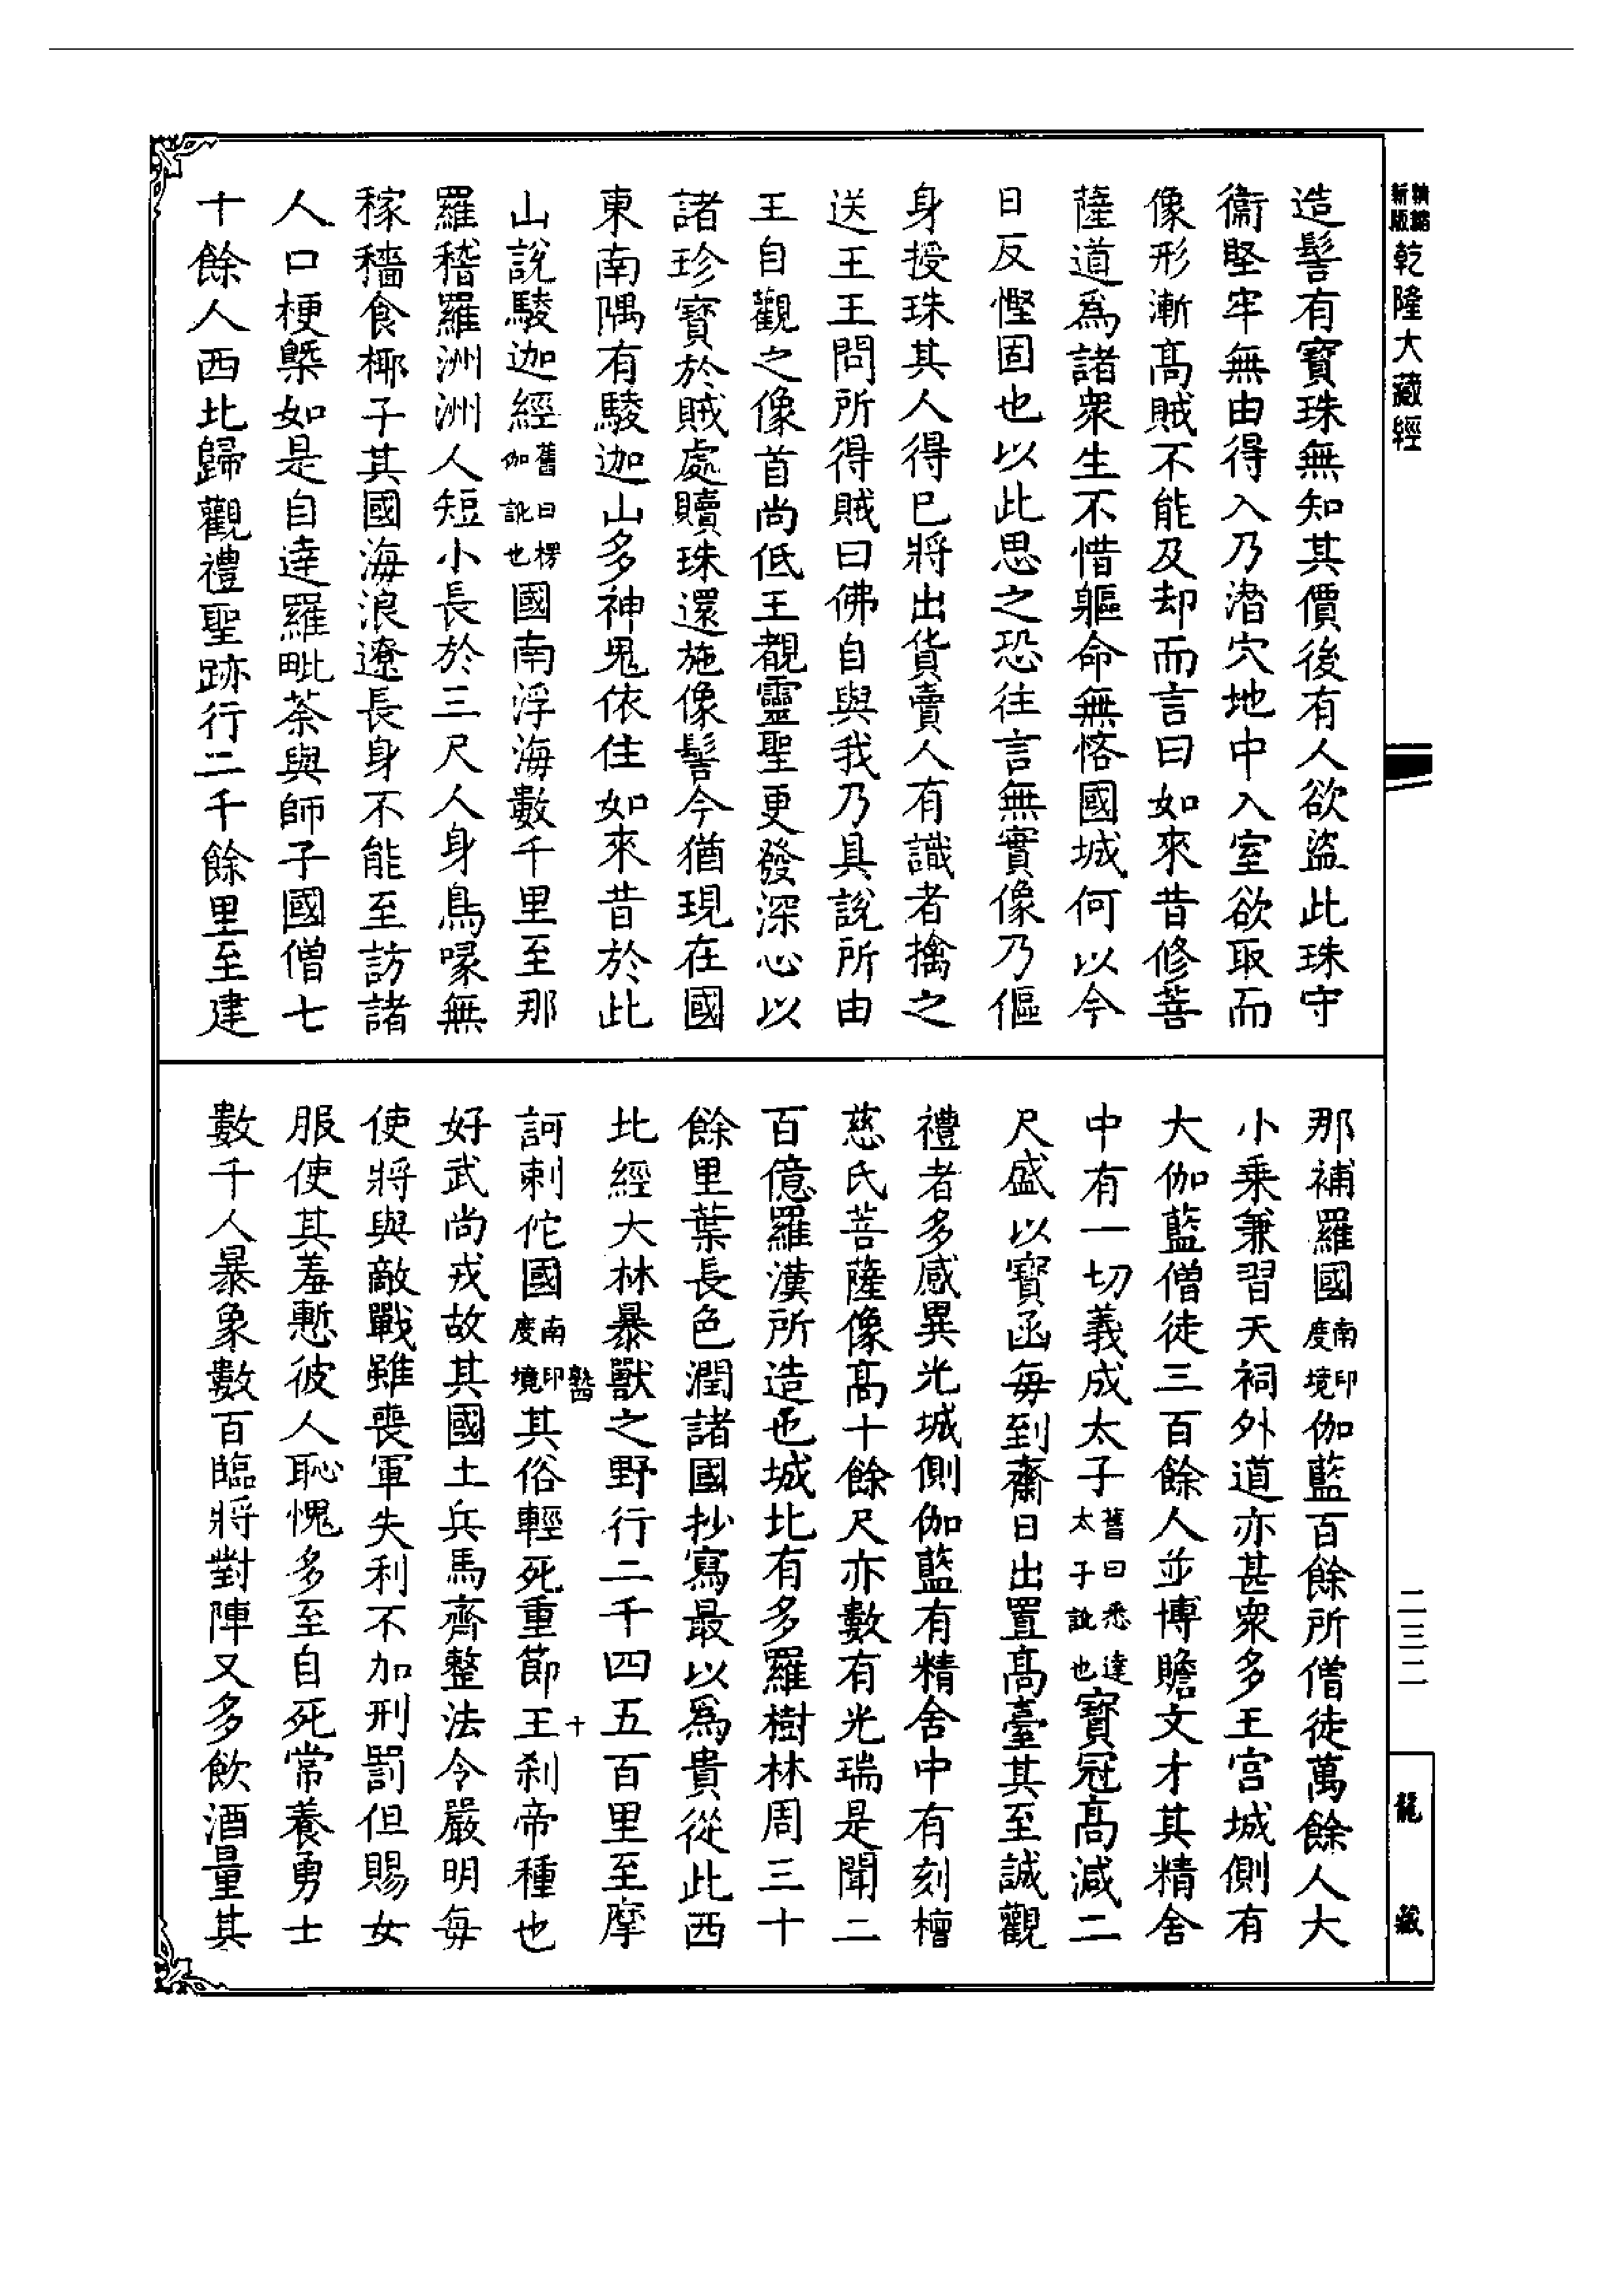 精縮新版 乾隆大藏經
造髻有寶珠無知其價後有人欲盜此珠守
衞堅牢無由得入乃潛穴地中入室欲取而
像形漸高賊不能及却而言曰如來昔修菩
薩道爲諸衆生不惜軀命無悋國城何以今
日反慳固也以此思之恐往言無實像乃傴
身授珠其人得已將出貨賣人有識者擒之
送王王問所得賊曰佛自與我乃具說所由
王自觀之像首尚低王覩靈聖更發深心以
諸珍寶於賊處贖珠還施像髻今猶現在國
東南隅有駿迦山多神鬼依住如來昔於此
山說駿迦經舊曰楞伽訛也國南浮海數千里至那
羅稽羅洲洲人短小長於三尺人身鳥喙無
稼穡食椰子其國海浪遼長身不能至訪諸
人口梗槩如是自達羅毗荼與師子國僧七
十餘人西北歸觀禮聖跡行二千餘里至建
那補羅國南印度境伽藍百餘所僧徒萬餘人大
小乘兼習天祠外道亦甚衆多王宮城側有
大伽藍僧徒三百餘人並博贍文才其精舍
中有一切義成太子舊曰悉達太子訛也寶冠高減二
尺盛以寶函每到齋日出置高臺其至誠觀
禮者多感異光城側伽藍有精舍中有刻檀
慈氏菩薩像高十餘尺亦數有光瑞是聞二
百億羅漢所造也城北有多羅樹林周三十
餘里葉長色潤諸國抄寫最以爲貴從此西
北經大林暴獸之野行二千四五百里至摩
訶剌佗國南印度境其俗輕死重節王刹帝種也
好武尚戎故其國土兵馬齊整法令嚴明每
使將與敵戰雖喪軍失利不加刑罰但賜女
服使其羞慙彼人恥愧多至自死常養勇士
數千人暴象數百臨將對陣又多飲酒量其
二三二
龍藏